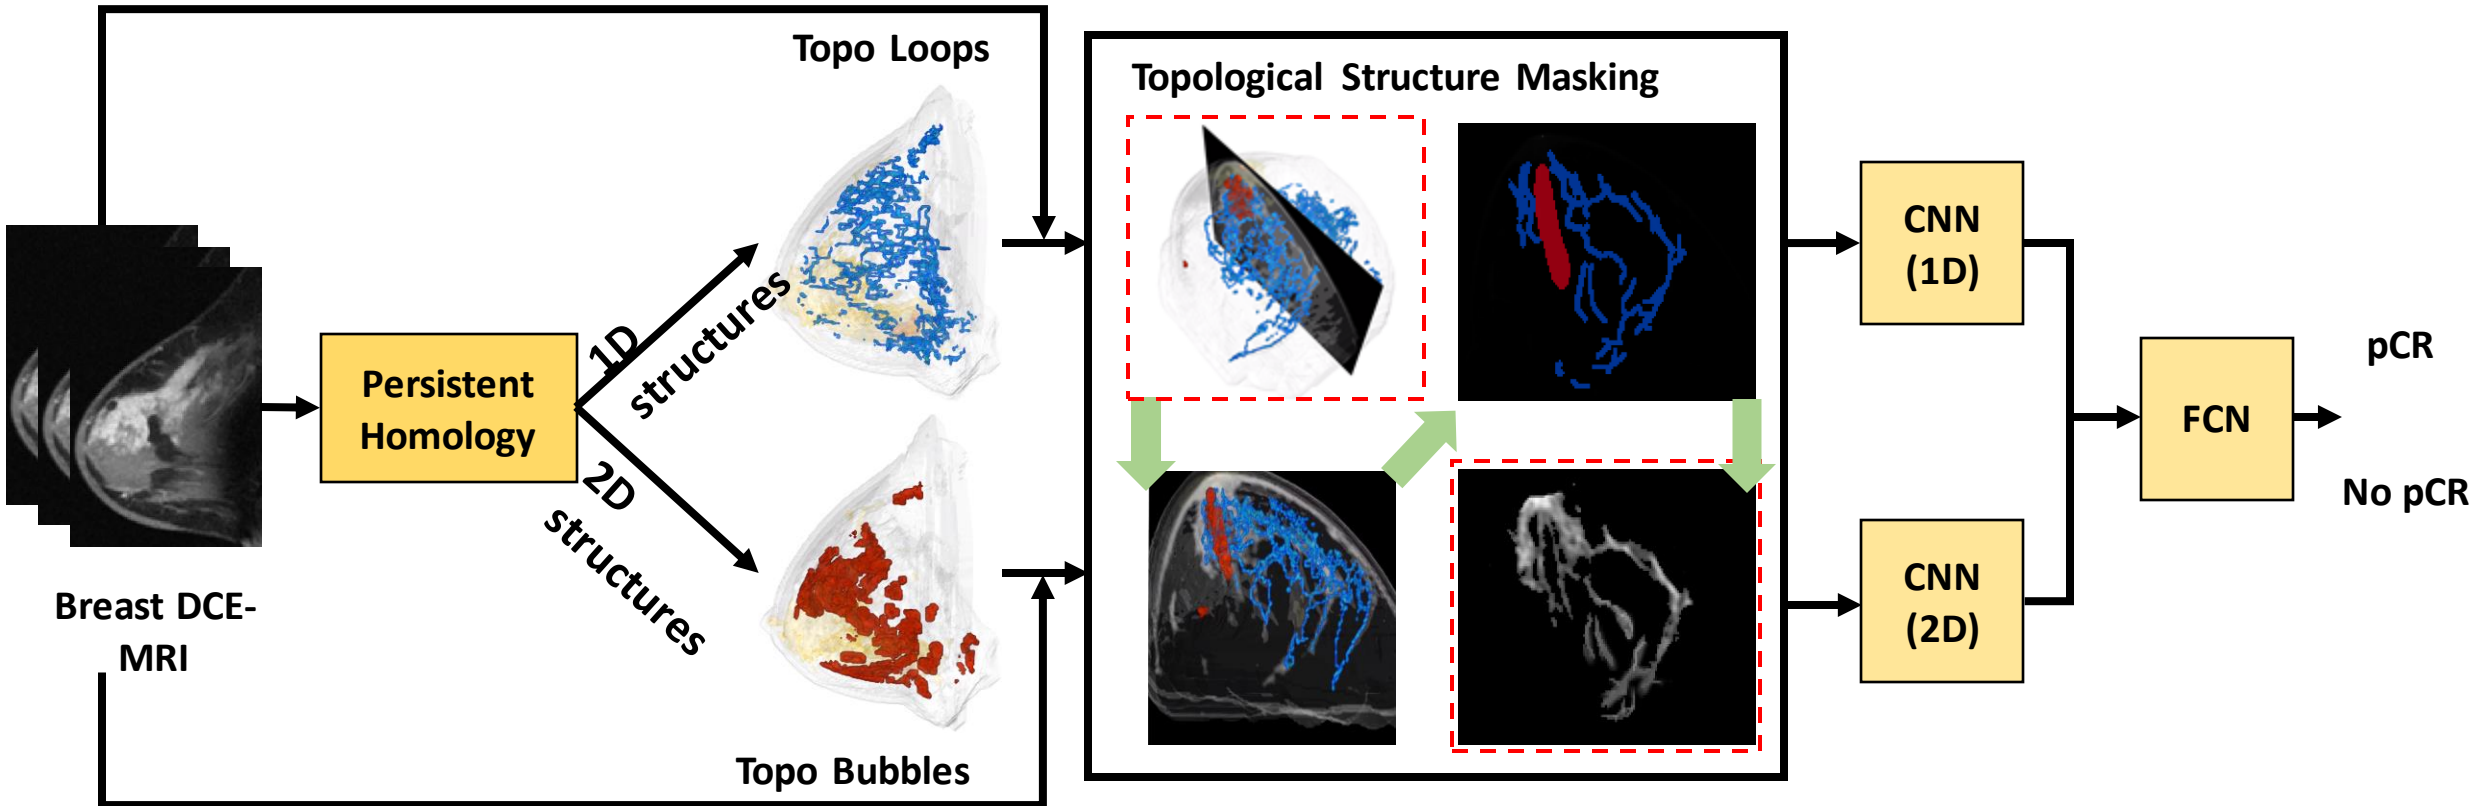 Topo Loops
Topological Structure Masking
Breast DCE-
MRI
Persistent
Homology
1D
structures
2D
structures
Topo Bubbles
CNN
(1D)
CNN
(2D)
FCN
pCR
No pCR